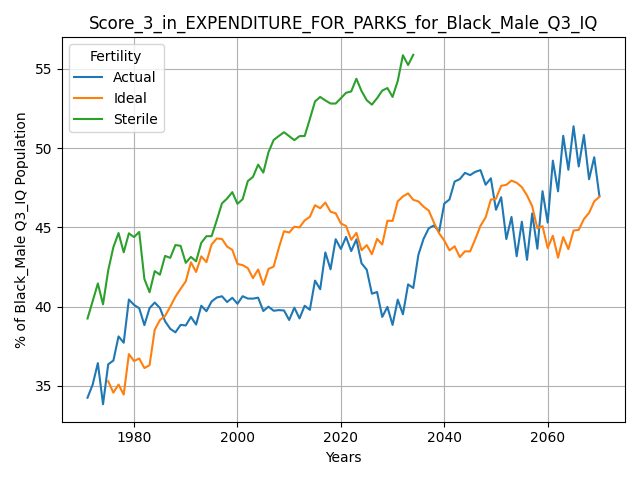 Score_3_in_EXPENDITURE_FOR_PARKS_for_Black_Male_Q3_IQ
Fertility
Actual
Ideal
Sterile
% of Black_Male Q3_IQ Population
55
50
45
40
35
1980
2000
2020
2040
2060
Years